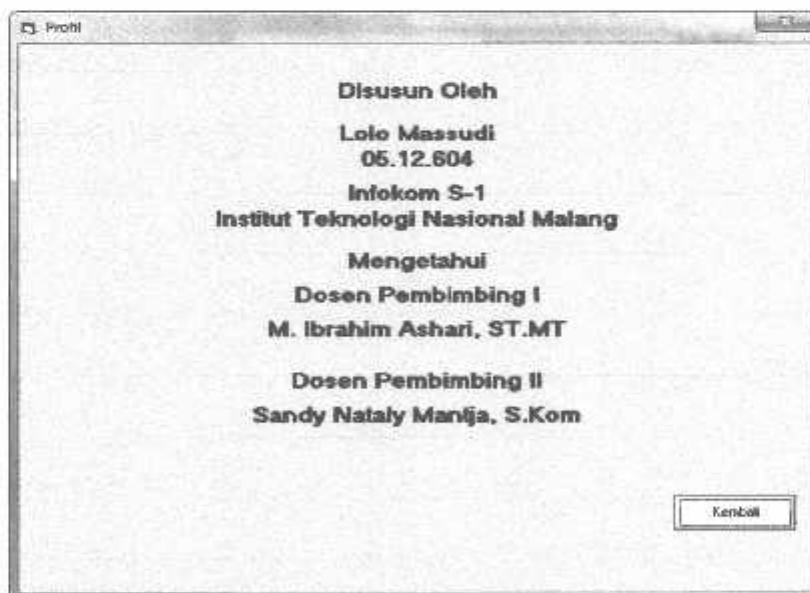 Profil
Disusun Oleh
Lolo Massudi
05.12.604
Infokom S-1
Institut Teknologi Nasional Malang
Mengetahui
Dosen Pembimbing I
M. Ibrahim Ashari, ST.MT
Dosen Pembimbing II
Sandy Nataly Mantja, S.Kom
Kembali